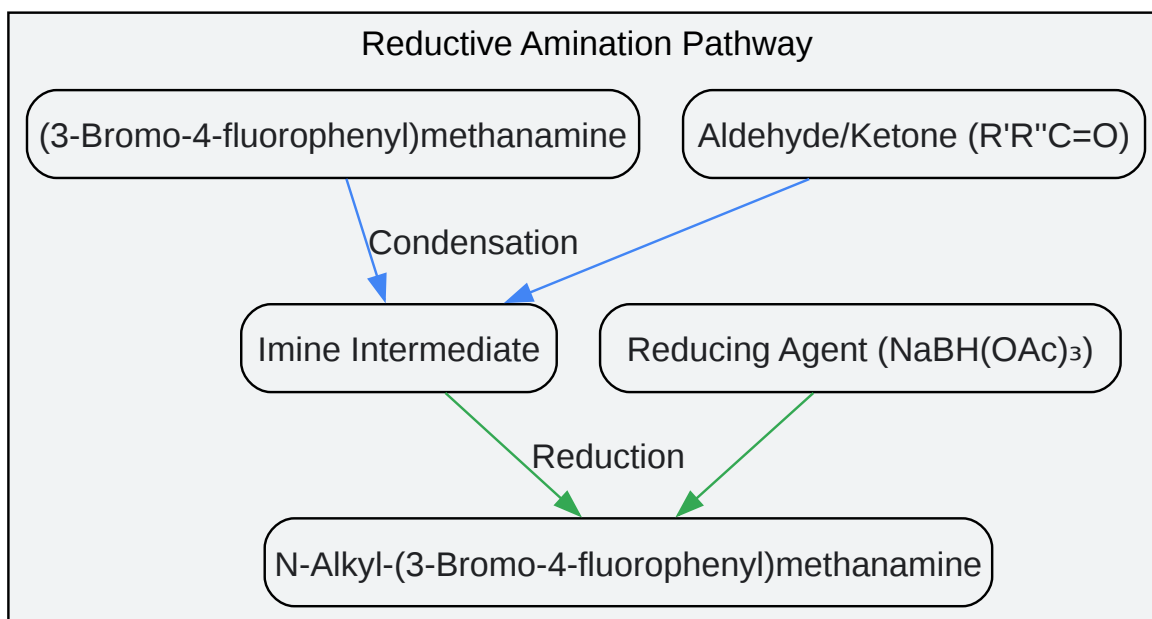 Reductive Amination Pathway
(3-Bromo-4-fluorophenyl)methanamine
Aldehyde/Ketone (R'R''C=O)
Condensation
Imine Intermediate
Reducing Agent (NaBH(OAc)₃)
Reduction
N-Alkyl-(3-Bromo-4-fluorophenyl)methanamine